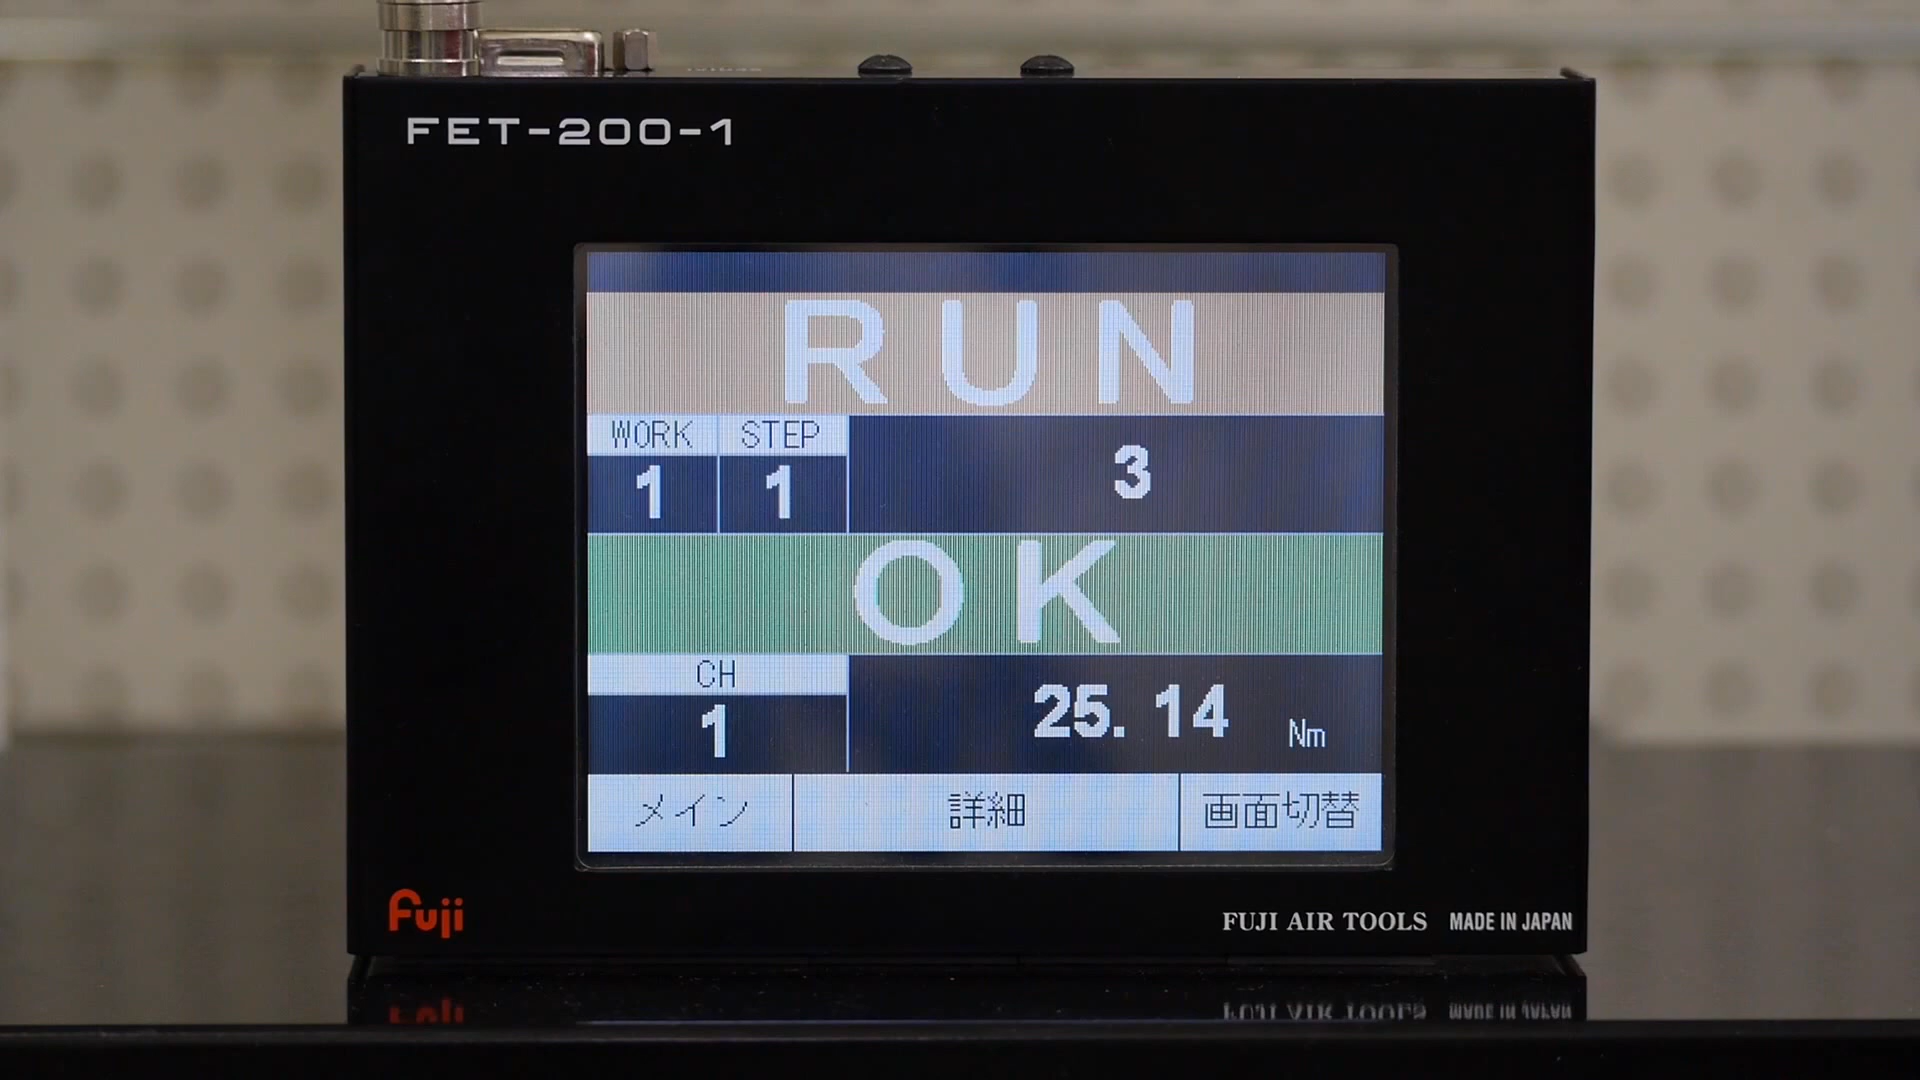 FET-200-1
RUN
WORK STEP
1 1 3
OK
CH
1 25.14 Nm
メイン 詳細 画面切替
Fuji FUJI AIR TOOLS MADE IN JAPAN